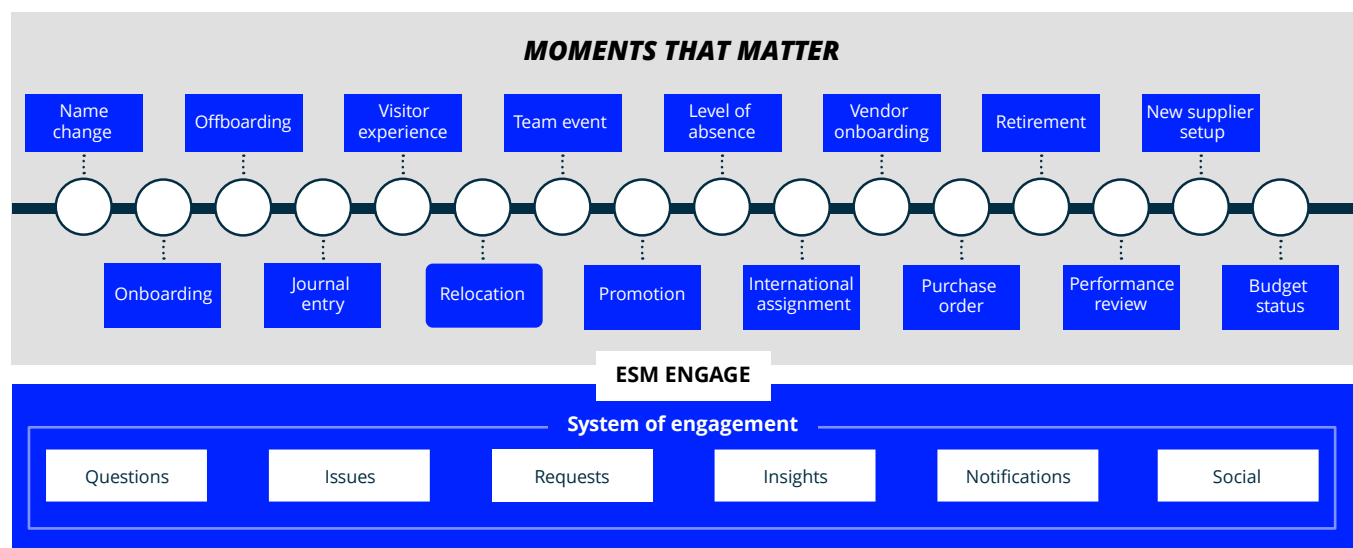 MOMENTS THAT MATTER
Name
change
Offboarding
Visitor
experience
Team event
Level of
absence
Vendor
onboarding
Retirement
New supplier
setup
Onboarding
Journal
entry
Relocation
Promotion
International
assignment
Purchase
order
Performance
review
Budget
status
ESM ENGAGE
System of engagement
Questions
Issues
Requests
Insights
Notifications
Social